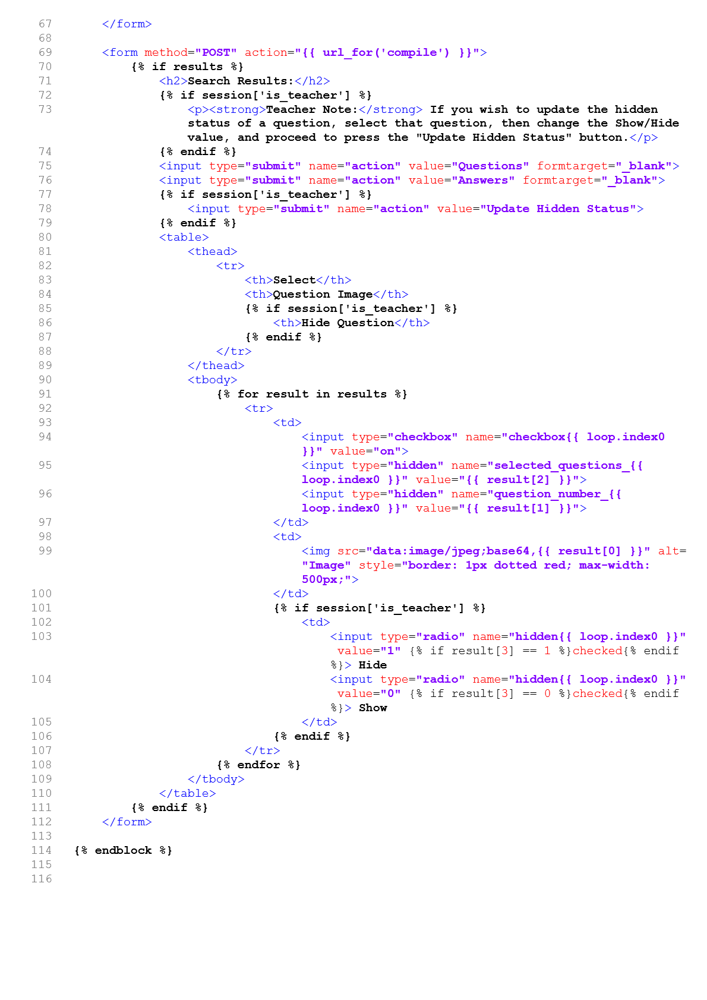 67 </form>
68
69 <form method="POST" action="{{ url_for('compile') }}">
70 {% if results %}
71 <h2>Search Results:</h2>
72 {% if session['is_teacher'] %}
73 <p><strong>Teacher Note:</strong> If you wish to update the hidden
status of a question, select that question, then change the Show/Hide
value, and proceed to press the "Update Hidden Status" button.</p>
74 {% endif %}
75 <input type="submit" name="action" value="Questions" formtarget="_blank">
76 <input type="submit" name="action" value="Answers" formtarget="_blank">
77 {% if session['is_teacher'] %}
78 <input type="submit" name="action" value="Update Hidden Status">
79 {% endif %}
80 <table>
81 <thead>
82 <tr>
83 <th>Select</th>
84 <th>Question Image</th>
85 {% if session['is_teacher'] %}
86 <th>Hide Question</th>
87 {% endif %}
88 </tr>
89 </thead>
90 <tbody>
91 {% for result in results %}
92 <tr>
93 <td>
94 <input type="checkbox" name="checkbox{{ loop.index0
}}" value="on">
95 <input type="hidden" name="selected_questions_{{
loop.index0 }}" value="{{ result[2] }}">
96 <input type="hidden" name="question_number_{{
loop.index0 }}" value="{{ result[1] }}">
97 </td>
98 <td>
99 <img src="data:image/jpeg;base64,{{ result[0] }}" alt=
"Image" style="border: 1px dotted red; max-width:
500px;">
100 </td>
101 {% if session['is_teacher'] %}
102 <td>
103 <input type="radio" name="hidden{{ loop.index0 }}"
value="1" {% if result[3] == 1 %}checked{% endif
%}> Hide
104 <input type="radio" name="hidden{{ loop.index0 }}"
value="0" {% if result[3] == 0 %}checked{% endif
%}> Show
105 </td>
106 {% endif %}
107 </tr>
108 {% endfor %}
109 </tbody>
110 </table>
111 {% endif %}
112 </form>
113
114 {% endblock %}
115
116